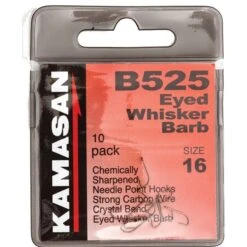 KAMASAN
B525
Eyed
Whisker
Barb
10
pack
SIZE
16
Chemically
Sharpened
Needle Point Hooks
Strong Carbon Wire
Crystal Bend
Eyed Whisker Barb